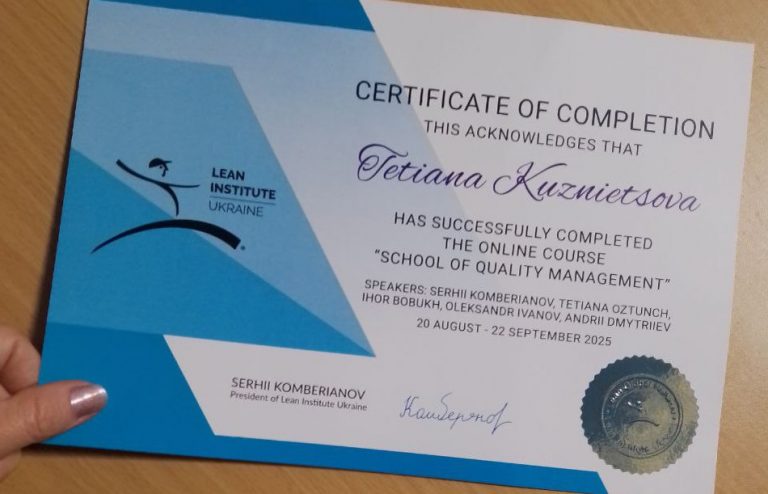 LEAN
INSTITUTE
UKRAINE
CERTIFICATE OF COMPLETION
THIS ACKNOWLEDGES THAT
Tetiana Kuznietsova
HAS SUCCESSFULLY COMPLETED
THE ONLINE COURSE
"SCHOOL OF QUALITY MANAGEMENT"
SPEAKERS: SERHII KOMBERIANOV, TETIANA OZTUNCH,
IHOR BOBUKH, OLEKSANDR IVANOV, ANDRII DMYTRIIEV
20 AUGUST - 22 SEPTEMBER 2025
SERHII KOMBERIANOV
President of Lean Institute Ukraine